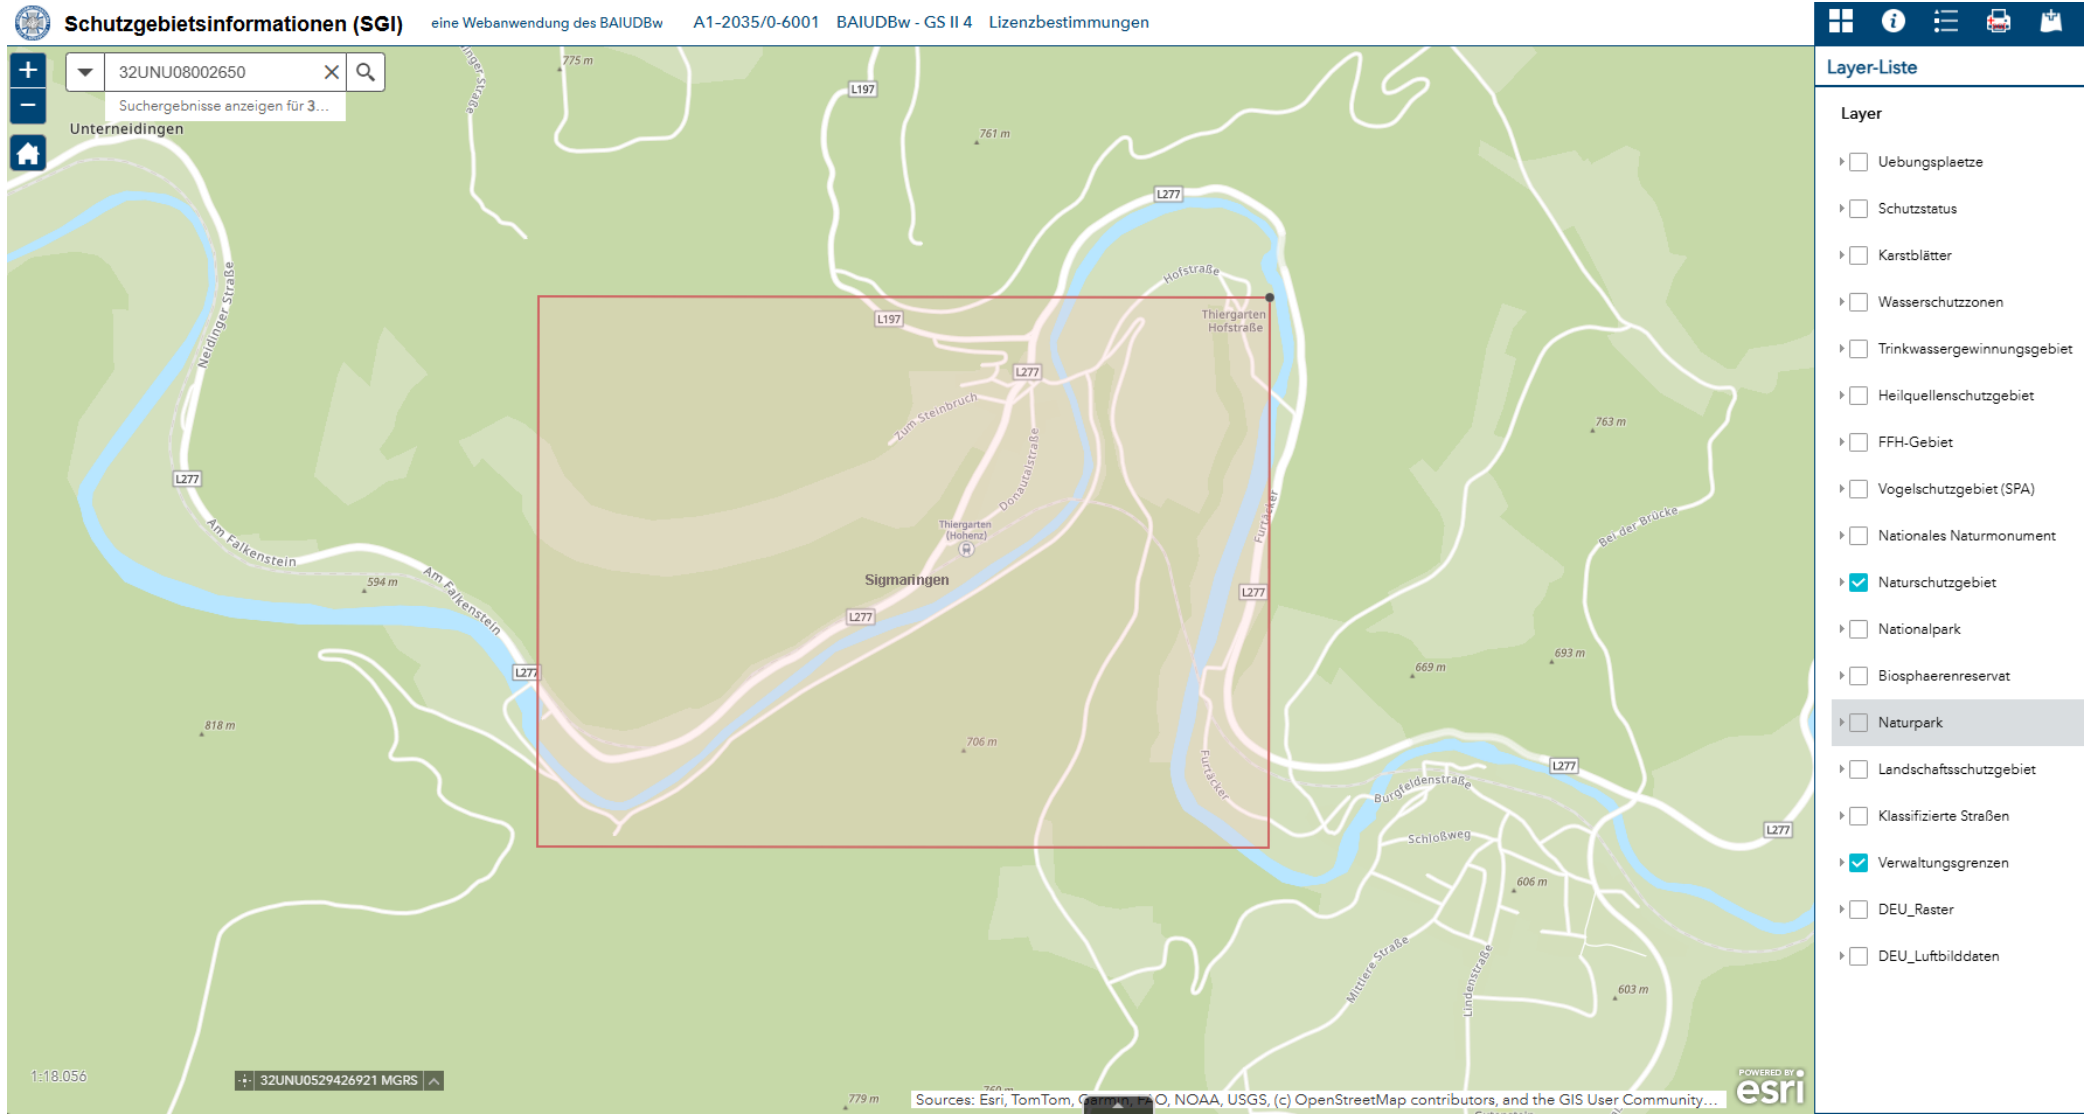 Schutzgebietsinformationen (SGI)
eine Webanwendung des BAIUDBw
A1-2035/0-6001
BAIUDBw - GS II 4
Lizenzbestimmungen
+
−
32UNU08002650
Suchergebnisse anzeigen für 3...
Unterneidingen
775 m
L197
761 m
L277
Hofstraße
Thiergarten
Hofstraße
L197
Neidinger Straße
L277
Zum Steinbruch
763 m
Donautalstraße
L277
Furtäcker
Bei der Brücke
Am Falkenstein
Thiergarten
(Hohenz)
594 m
Am Falkenstein
Sigmaringen
L277
L277
L277
693 m
669 m
818 m
706 m
Furtäcker
L277
Burgfeldenstraße
Schloßweg
L277
606 m
Mittlere Straße
Lindenstraße
603 m
1:18.056
32UNU0529426921 MGRS
779 m
760 m
Sources: Esri, TomTom, Garmin, FAO, NOAA, USGS, (c) OpenStreetMap contributors, and the GIS User Community...
POWERED BY
esri
Layer-Liste
Layer
Uebungsplaetze
Schutzstatus
Karstblätter
Wasserschutzzonen
Trinkwassergewinnungsgebiet
Heilquellenschutzgebiet
FFH-Gebiet
Vogelschutzgebiet (SPA)
Nationales Naturmonument
Naturschutzgebiet
Nationalpark
Biosphaerenreservat
Naturpark
Landschaftsschutzgebiet
Klassifizierte Straßen
Verwaltungsgrenzen
DEU_Raster
DEU_Luftbilddaten